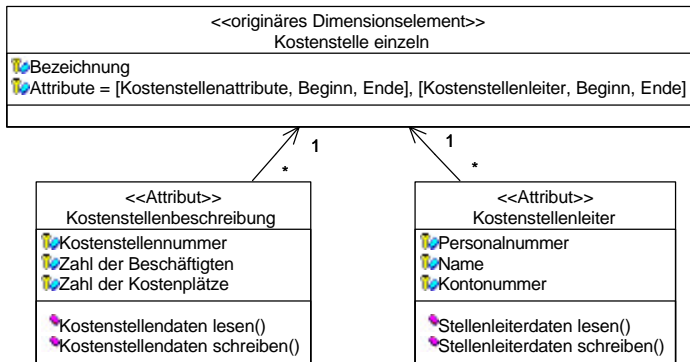 <<originäres Dimensionselement>>
Kostenstelle einzeln
Bezeichnung
Attribute = [Kostenstellenattribute, Beginn, Ende], [Kostenstellenleiter, Beginn, Ende]
1
1
*
*
<<Attribut>>
Kostenstellenbeschreibung
Kostenstellennummer
Zahl der Beschäftigten
Zahl der Kostenplätze
Kostenstellendaten lesen()
Kostenstellendaten schreiben()
<<Attribut>>
Kostenstellenleiter
Personalnummer
Name
Kontonummer
Stellenleiterdaten lesen()
Stellenleiterdaten schreiben()